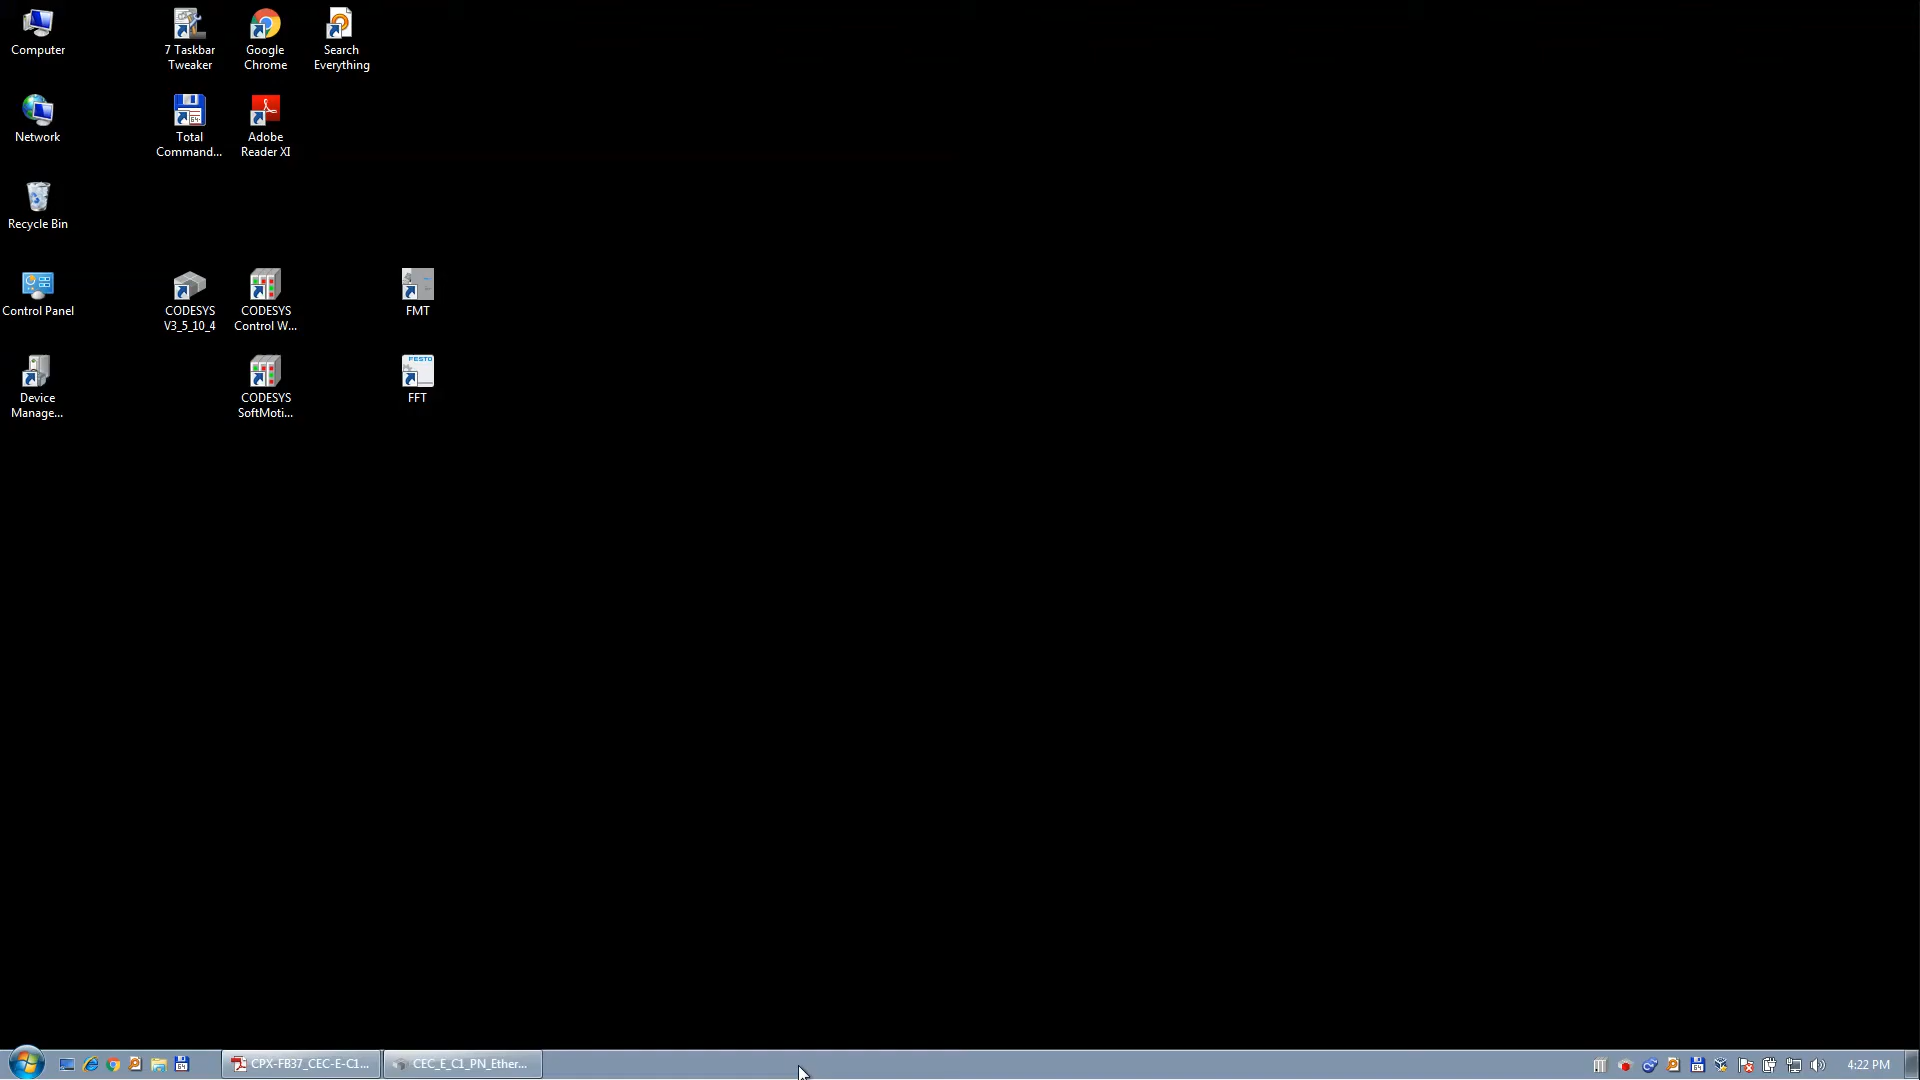 Computer
7 Taskbar
Tweaker
Google
Chrome
Search
Everything
Network
Total
Command...
Adobe
Reader XI
Recycle Bin
Control Panel
CODESYS
V3_5_10_4
CODESYS
Control W...
FMT
Device
Manage...
CODESYS
SoftMoti...
FESTO
FFT
CPX-FB37_CEC-E-C1...
CEC_E_C1_PN_Ether...
4:22 PM